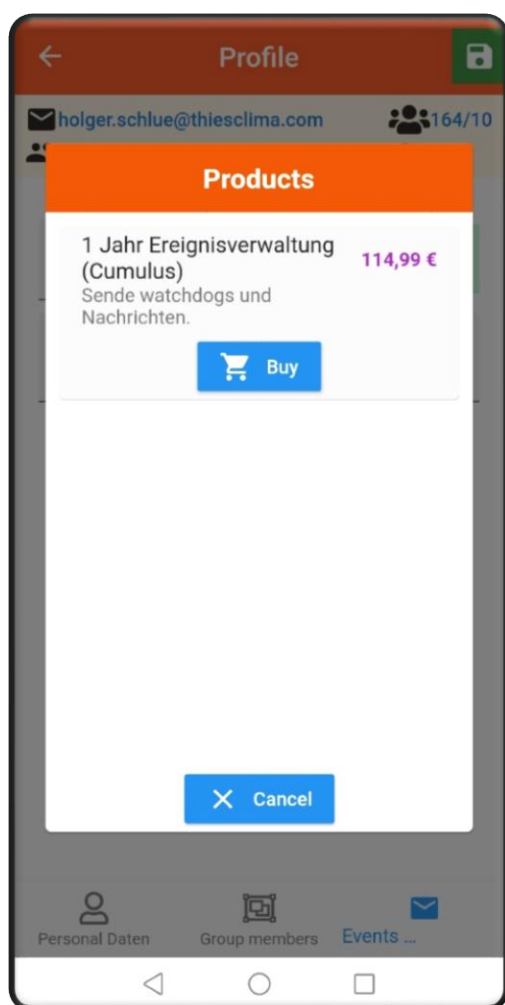 Profile
holger.schlue@thiesclima.com 164/10
Products
1 Jahr Ereignisverwaltung
(Cumulus)
114,99 €
Sende watchdogs und
Nachrichten.
Buy
Cancel
Personal Daten Group members Events ...